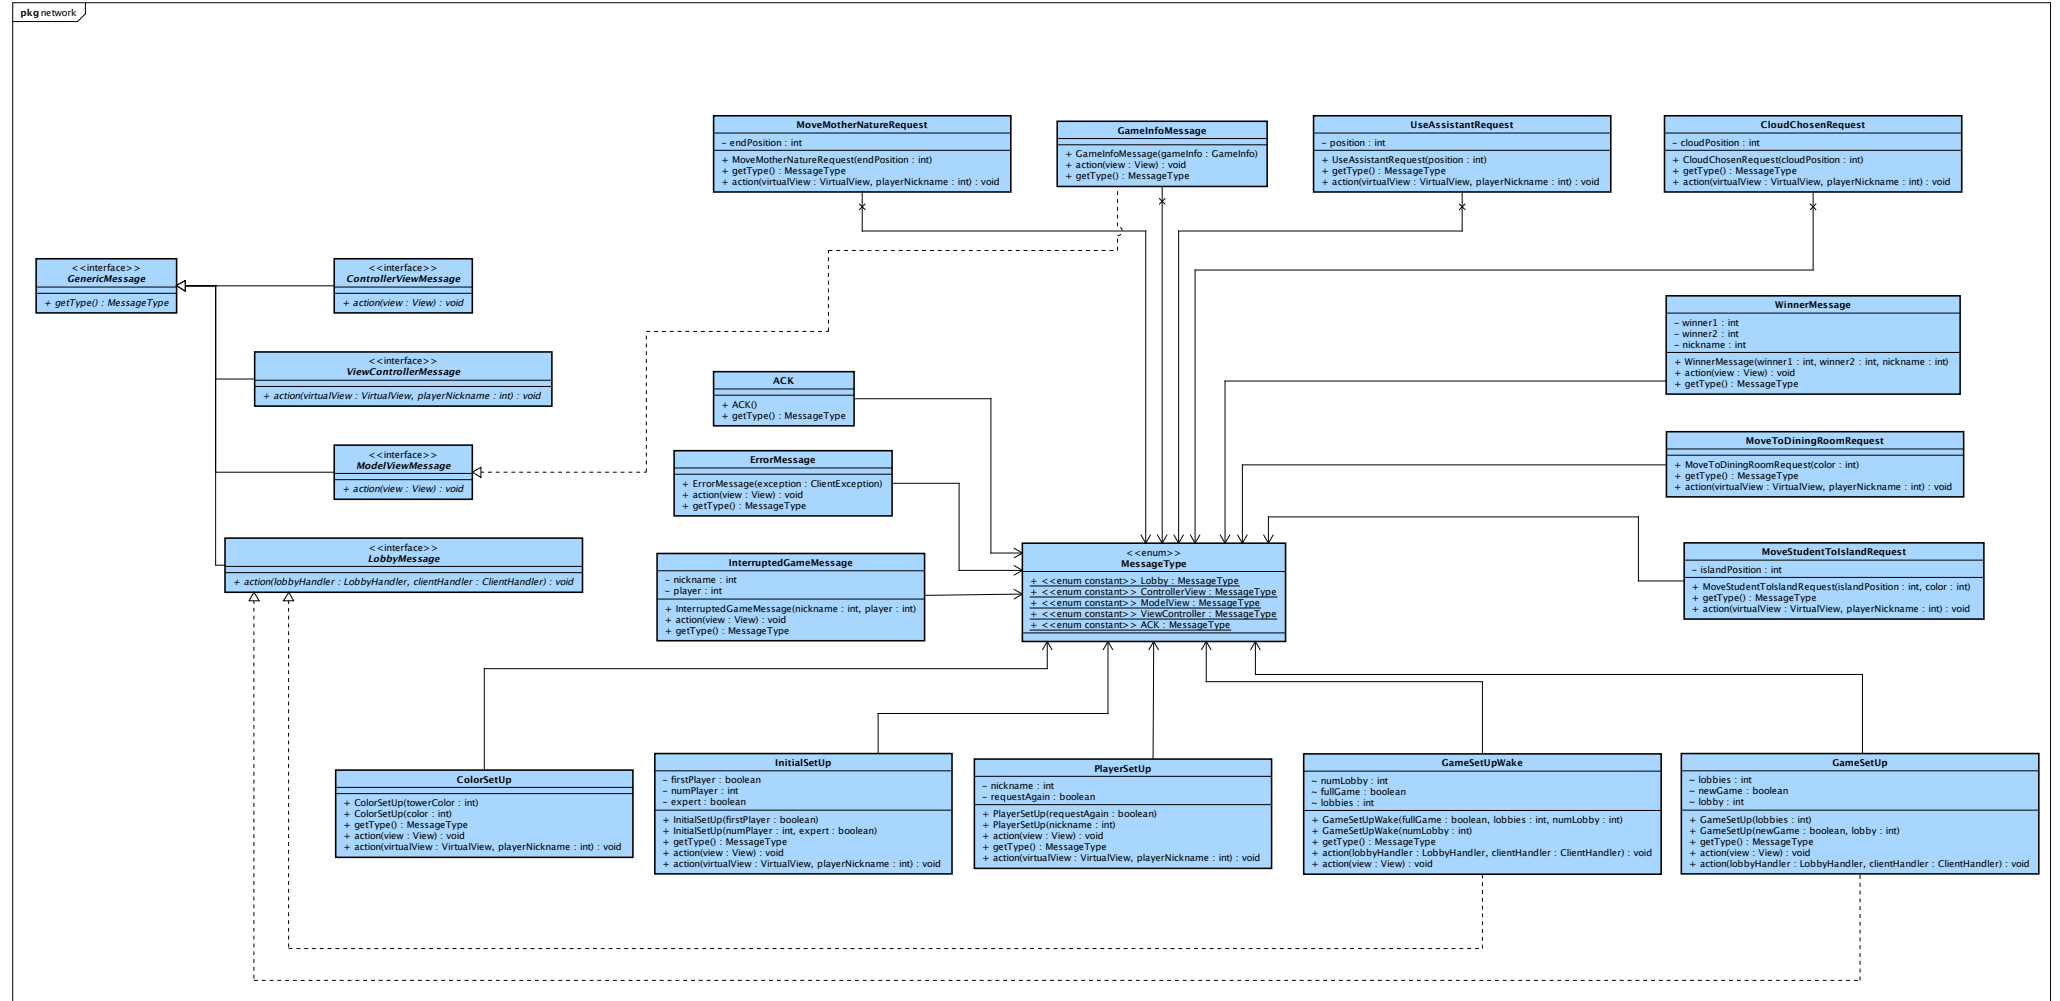 pkg network
MoveMotherNatureRequest
– endPosition : int
+ MoveMotherNatureRequest(endPosition : int)
+ getType() : MessageType
+ action(virtualView : VirtualView, playerNickname : int) : void
GameInfoMessage
+ GameInfoMessage(gameInfo : GameInfo)
+ action(view : View) : void
+ getType() : MessageType
UseAssistantRequest
– position : int
+ UseAssistantRequest(position : int)
+ getType() : MessageType
+ action(virtualView : VirtualView, playerNickname : int) : void
CloudChosenRequest
– cloudPosition : int
+ CloudChosenRequest(cloudPosition : int)
+ getType() : MessageType
+ action(virtualView : VirtualView, playerNickname : int) : void
<<interface>>
GenericMessage
+ getType() : MessageType
<<interface>>
ControllerViewMessage
+ action(view : View) : void
<<interface>>
ViewControllerMessage
+ action(virtualView : VirtualView, playerNickname : int) : void
<<interface>>
ModelViewMessage
+ action(view : View) : void
<<interface>>
LobbyMessage
+ action(lobbyHandler : LobbyHandler, clientHandler : ClientHandler) : void
WinnerMessage
– winner1 : int
– winner2 : int
– nickname : int
+ WinnerMessage(winner1 : int, winner2 : int, nickname : int)
+ action(view : View) : void
+ getType() : MessageType
ACK
+ ACK()
+ getType() : MessageType
ErrorMessage
+ ErrorMessage(exception : ClientException)
+ action(view : View) : void
+ getType() : MessageType
MoveToDiningRoomRequest
+ MoveToDiningRoomRequest(color : int)
+ getType() : MessageType
+ action(virtualView : VirtualView, playerNickname : int) : void
InterruptedGameMessage
– nickname : int
– player : int
+ InterruptedGameMessage(nickname : int, player : int)
+ action(view : View) : void
+ getType() : MessageType
<<enum>>
MessageType
+ <<enum constant>> Lobby : MessageType
+ <<enum constant>> ControllerView : MessageType
+ <<enum constant>> ModelView : MessageType
+ <<enum constant>> ViewController : MessageType
+ <<enum constant>> ACK : MessageType
MoveStudentToIslandRequest
– islandPosition : int
+ MoveStudentToIslandRequest(islandPosition : int, color : int)
+ getType() : MessageType
+ action(virtualView : VirtualView, playerNickname : int) : void
ColorSetUp
+ ColorSetUp(towerColor : int)
+ ColorSetUp(color : int)
+ getType() : MessageType
+ action(view : View) : void
+ action(virtualView : VirtualView, playerNickname : int) : void
InitialSetUp
– firstPlayer : boolean
– numPlayer : int
– expert : boolean
+ InitialSetUp(firstPlayer : boolean)
+ InitialSetUp(numPlayer : int, expert : boolean)
+ getType() : MessageType
+ action(view : View) : void
+ action(virtualView : VirtualView, playerNickname : int) : void
PlayerSetUp
– nickname : int
– requestAgain : boolean
+ PlayerSetUp(requestAgain : boolean)
+ PlayerSetUp(nickname : int)
+ action(view : View) : void
+ getType() : MessageType
+ action(virtualView : VirtualView, playerNickname : int) : void
GameSetUpWake
~ numLobby : int
~ fullGame : boolean
~ lobbies : int
+ GameSetUpWake(fullGame : boolean, lobbies : int, numLobby : int)
+ GameSetUpWake(numLobby : int)
+ getType() : MessageType
+ action(lobbyHandler : LobbyHandler, clientHandler : ClientHandler) : void
+ action(view : View) : void
GameSetUp
~ lobbies : int
~ newGame : boolean
~ lobby : int
+ GameSetUp(lobbies : int)
+ GameSetUp(newGame : boolean, lobby : int)
+ getType() : MessageType
+ action(view : View) : void
+ action(lobbyHandler : LobbyHandler, clientHandler : ClientHandler) : void